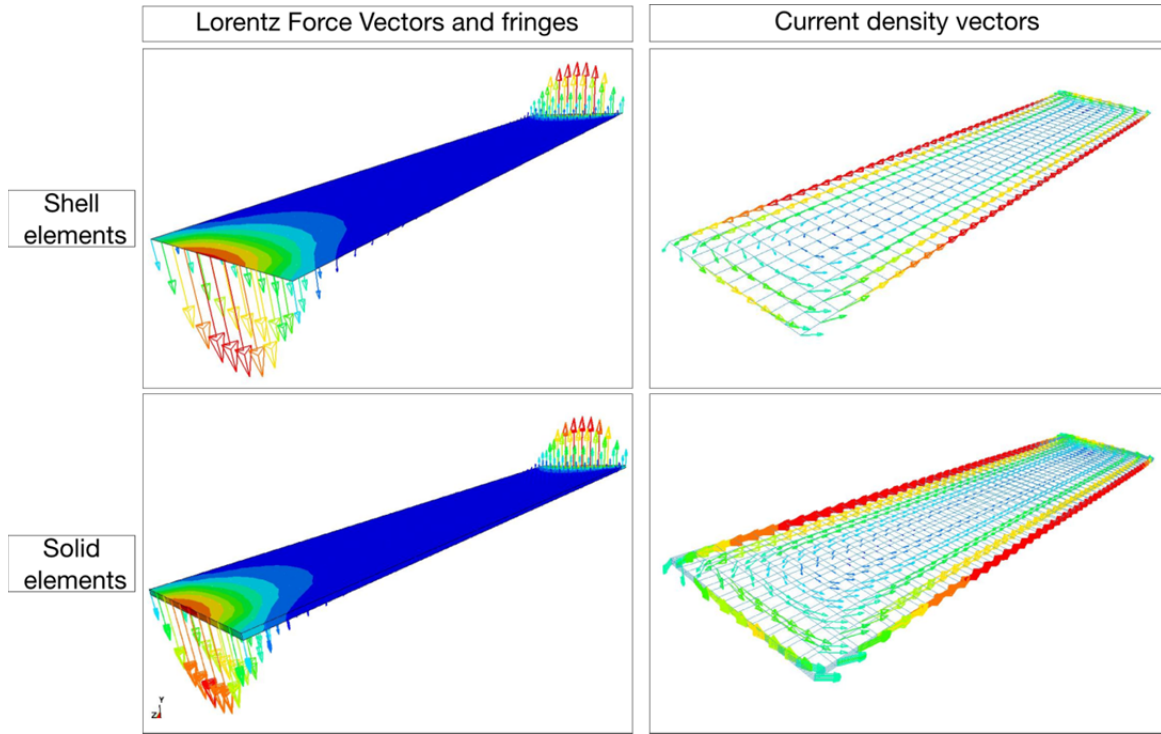 Lorentz Force Vectors and fringes
Current density vectors
Shell
elements
Solid
elements
Y
Z